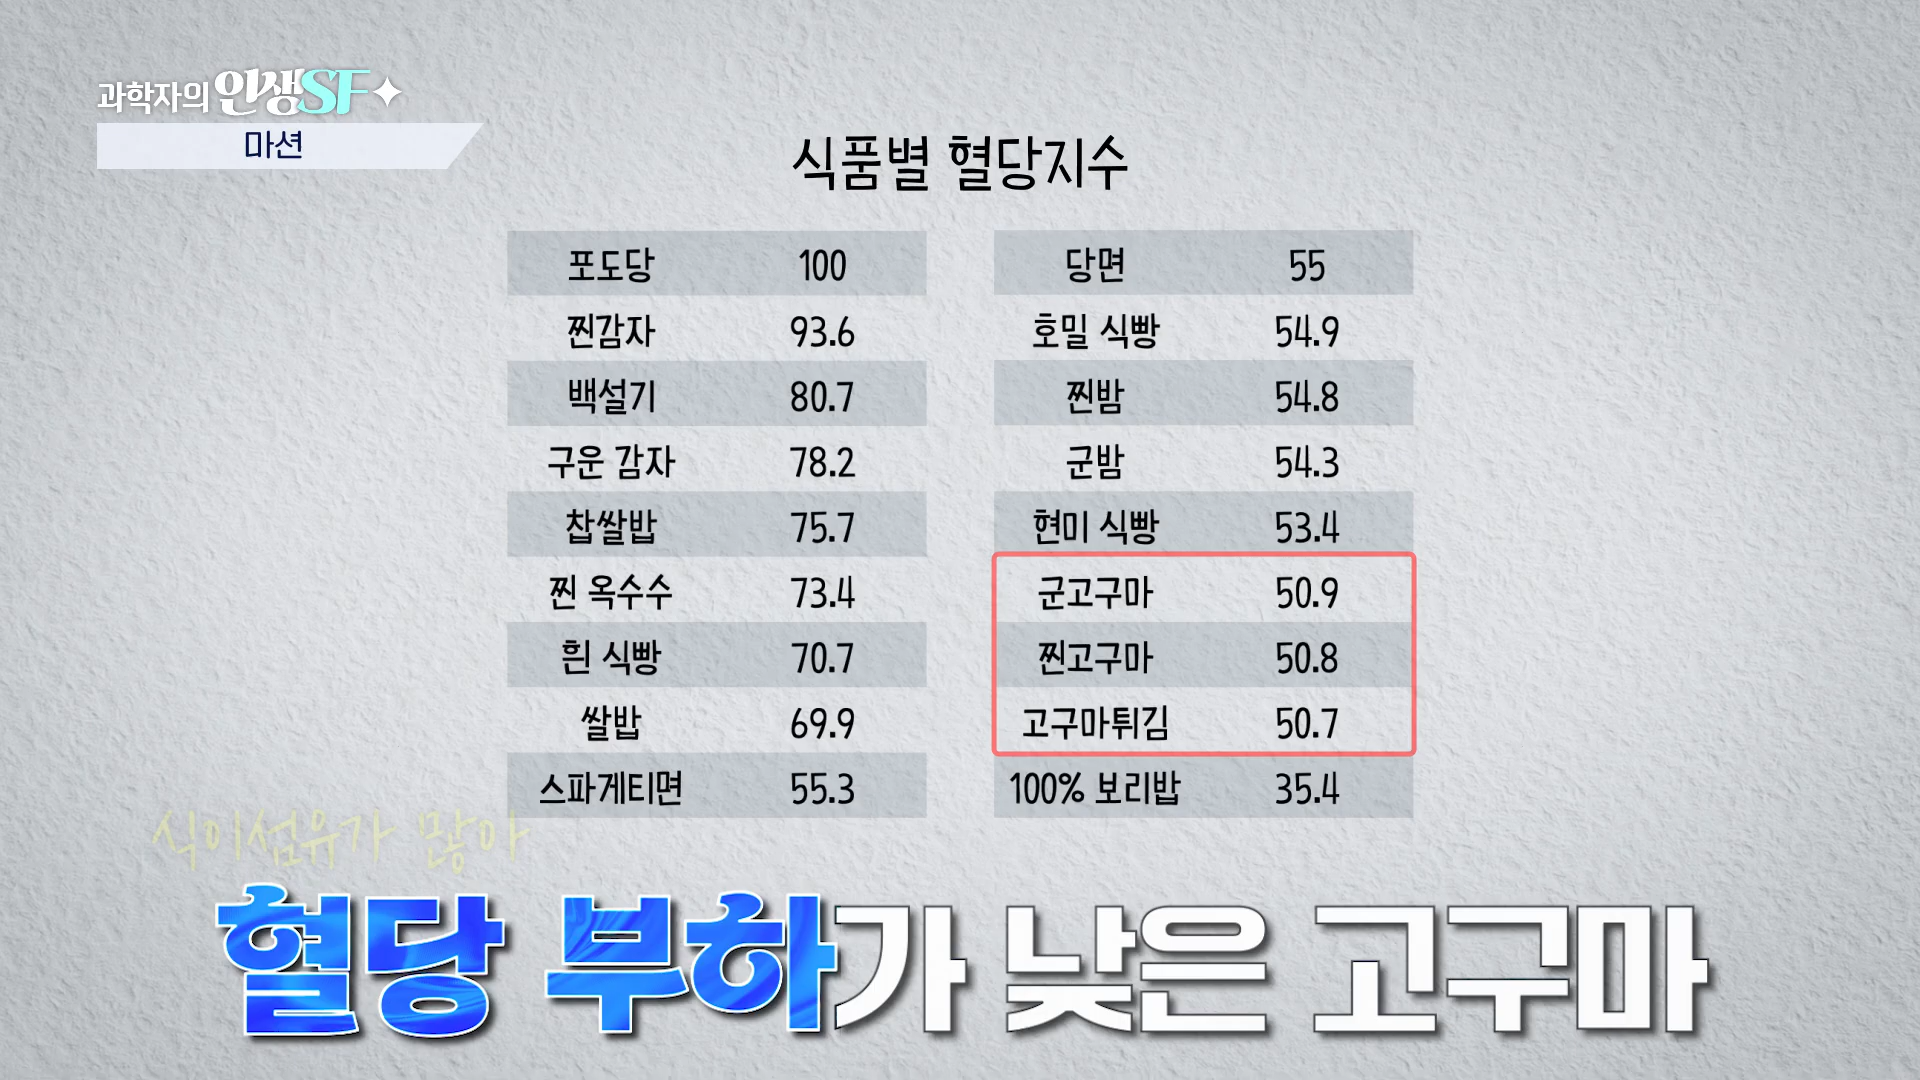 과학자의 인생SF
마션
식품별 혈당지수
포도당 100
찐감자 93.6
백설기 80.7
구운 감자 78.2
찹쌀밥 75.7
찐 옥수수 73.4
흰 식빵 70.7
쌀밥 69.9
스파게티면 55.3
당면 55
호밀 식빵 54.9
찐밤 54.8
군밤 54.3
현미 식빵 53.4
군고구마 50.9
찐고구마 50.8
고구마튀김 50.7
100% 보리밥 35.4
식이섬유가 많아
혈당 부하가 낮은 고구마